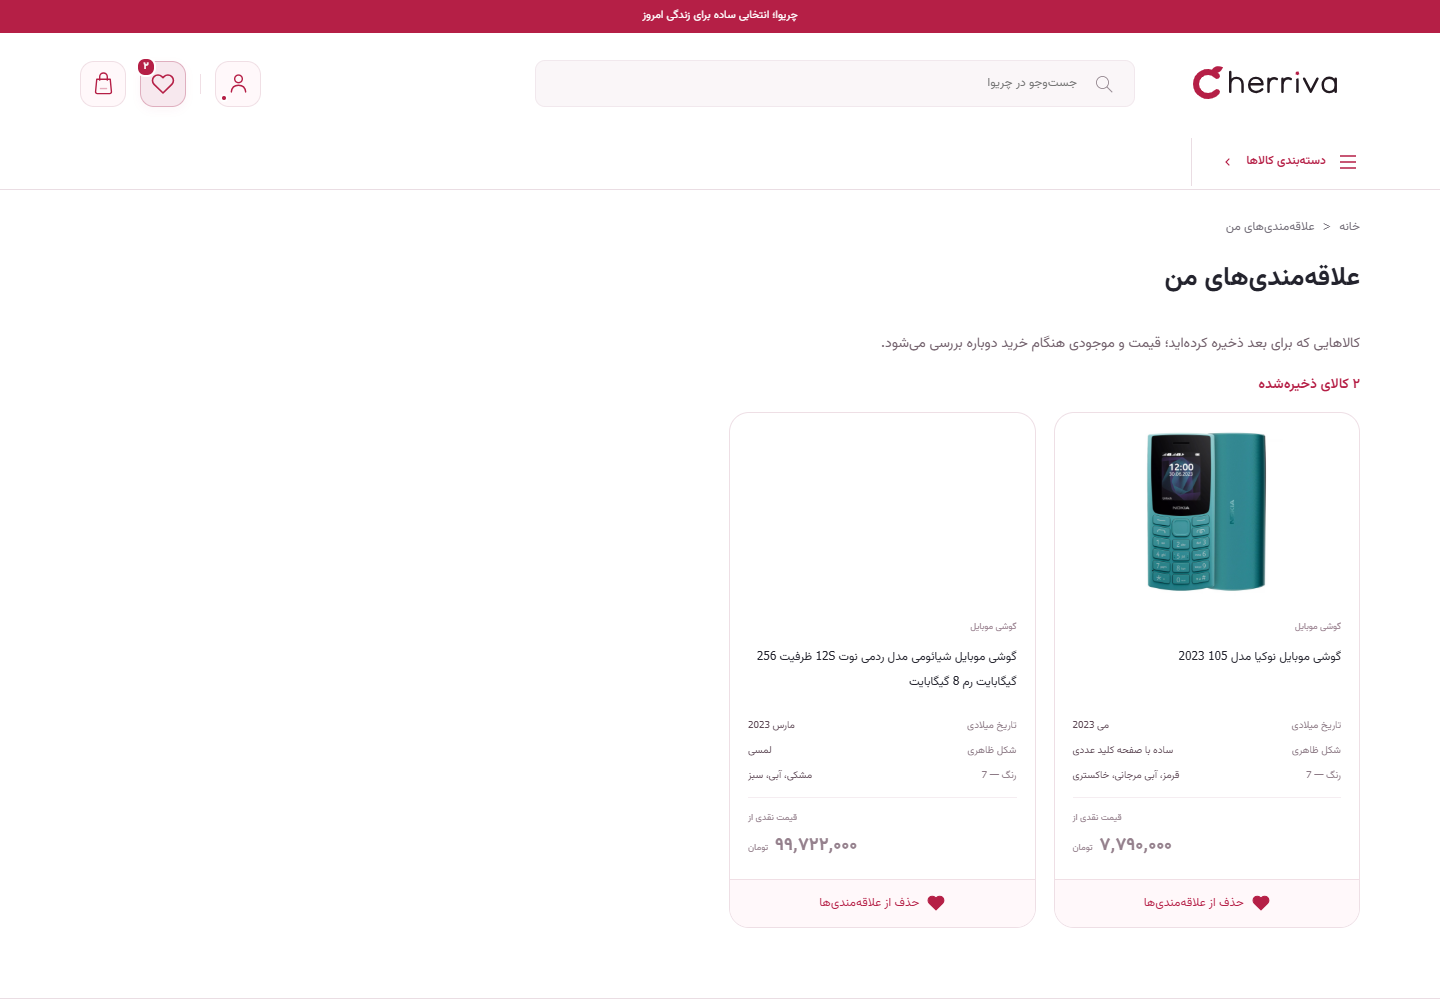 چریوا؛ انتخابی ساده برای زندگی امروز
Cherriva
جست‌وجو در چریوا
۲
دسته‌بندی کالاها
خانه > علاقه‌مندی‌های من
علاقه‌مندی‌های من
کالاهایی که برای بعد ذخیره کرده‌اید؛ قیمت و موجودی هنگام خرید دوباره بررسی می‌شود.
۲ کالای ذخیره‌شده
12:00
NOKIA
گوشی موبایل
گوشی موبایل نوکیا مدل 105 2023
تاریخ میلادی می 2023
شکل ظاهری ساده با صفحه کلید عددی
رنگ — 7 قرمز، آبی مرجانی، خاکستری
قیمت نقدی از
۷,۷۹۰,۰۰۰ تومان
حذف از علاقه‌مندی‌ها
گوشی موبایل
گوشی موبایل شیائومی مدل ردمی نوت 12S ظرفیت 256
گیگابایت رم 8 گیگابایت
تاریخ میلادی مارس 2023
شکل ظاهری لمسی
رنگ — 7 مشکی، آبی، سبز
قیمت نقدی از
۹۹,۷۲۲,۰۰۰ تومان
حذف از علاقه‌مندی‌ها